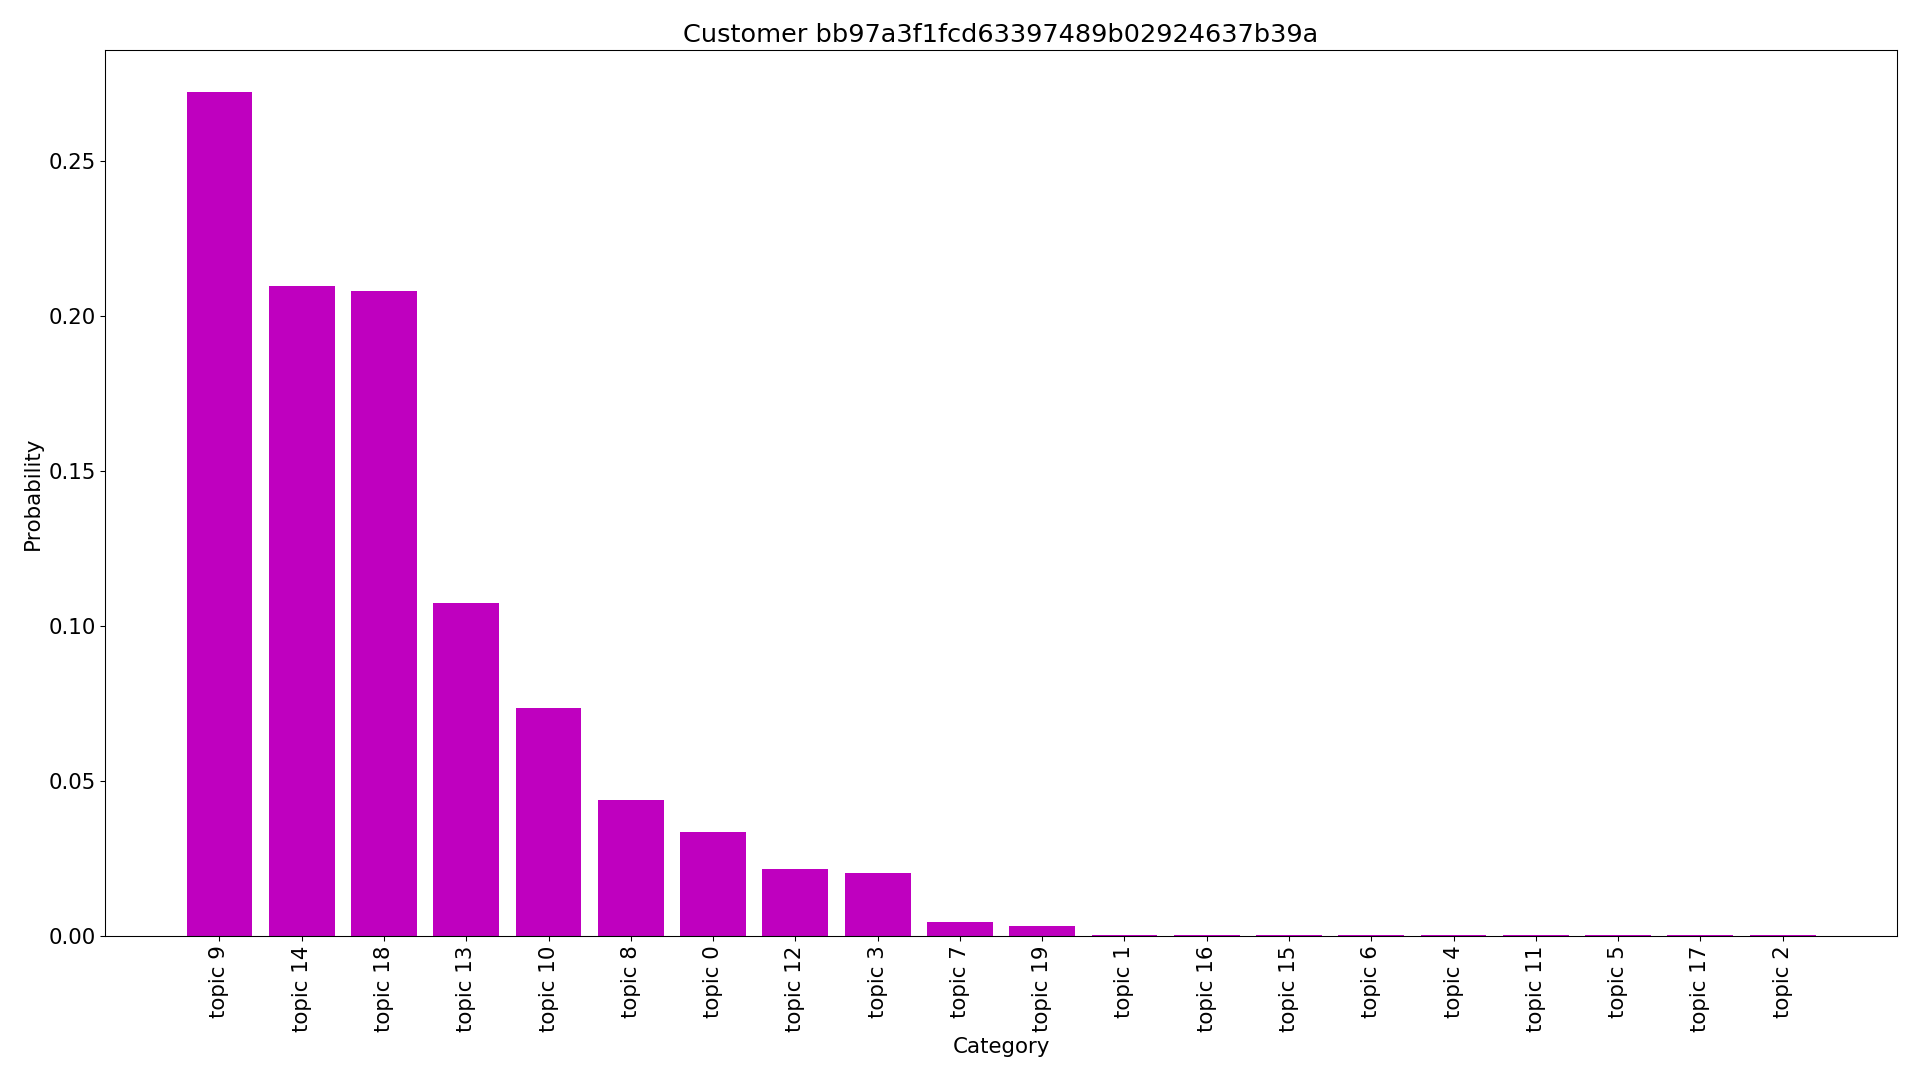 Customer bb97a3f1fcd63397489b02924637b39a
Probability
0.25
0.20
0.15
0.10
0.05
0.00
topic 9
topic 14
topic 18
topic 13
topic 10
topic 8
topic 0
topic 12
topic 3
topic 7
topic 19
topic 1
topic 16
topic 15
topic 6
topic 4
topic 11
topic 5
topic 17
topic 2
Category